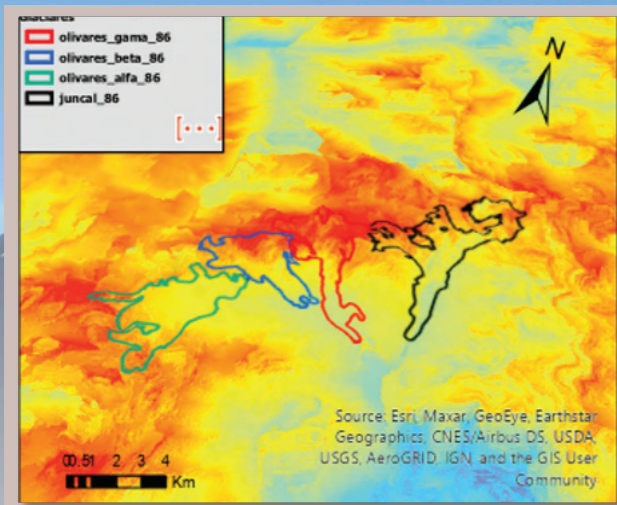 Glaciares
olivares_gama_86
olivares_beta_86
olivares_alfa_86
juncal_86
[...]
N
Source: Esri, Maxar, GeoEye, Earthstar
Geographics, CNES/Airbus DS, USDA,
USGS, AeroGRID, IGN, and the GIS User
Community
00.51 2 3 4
Km